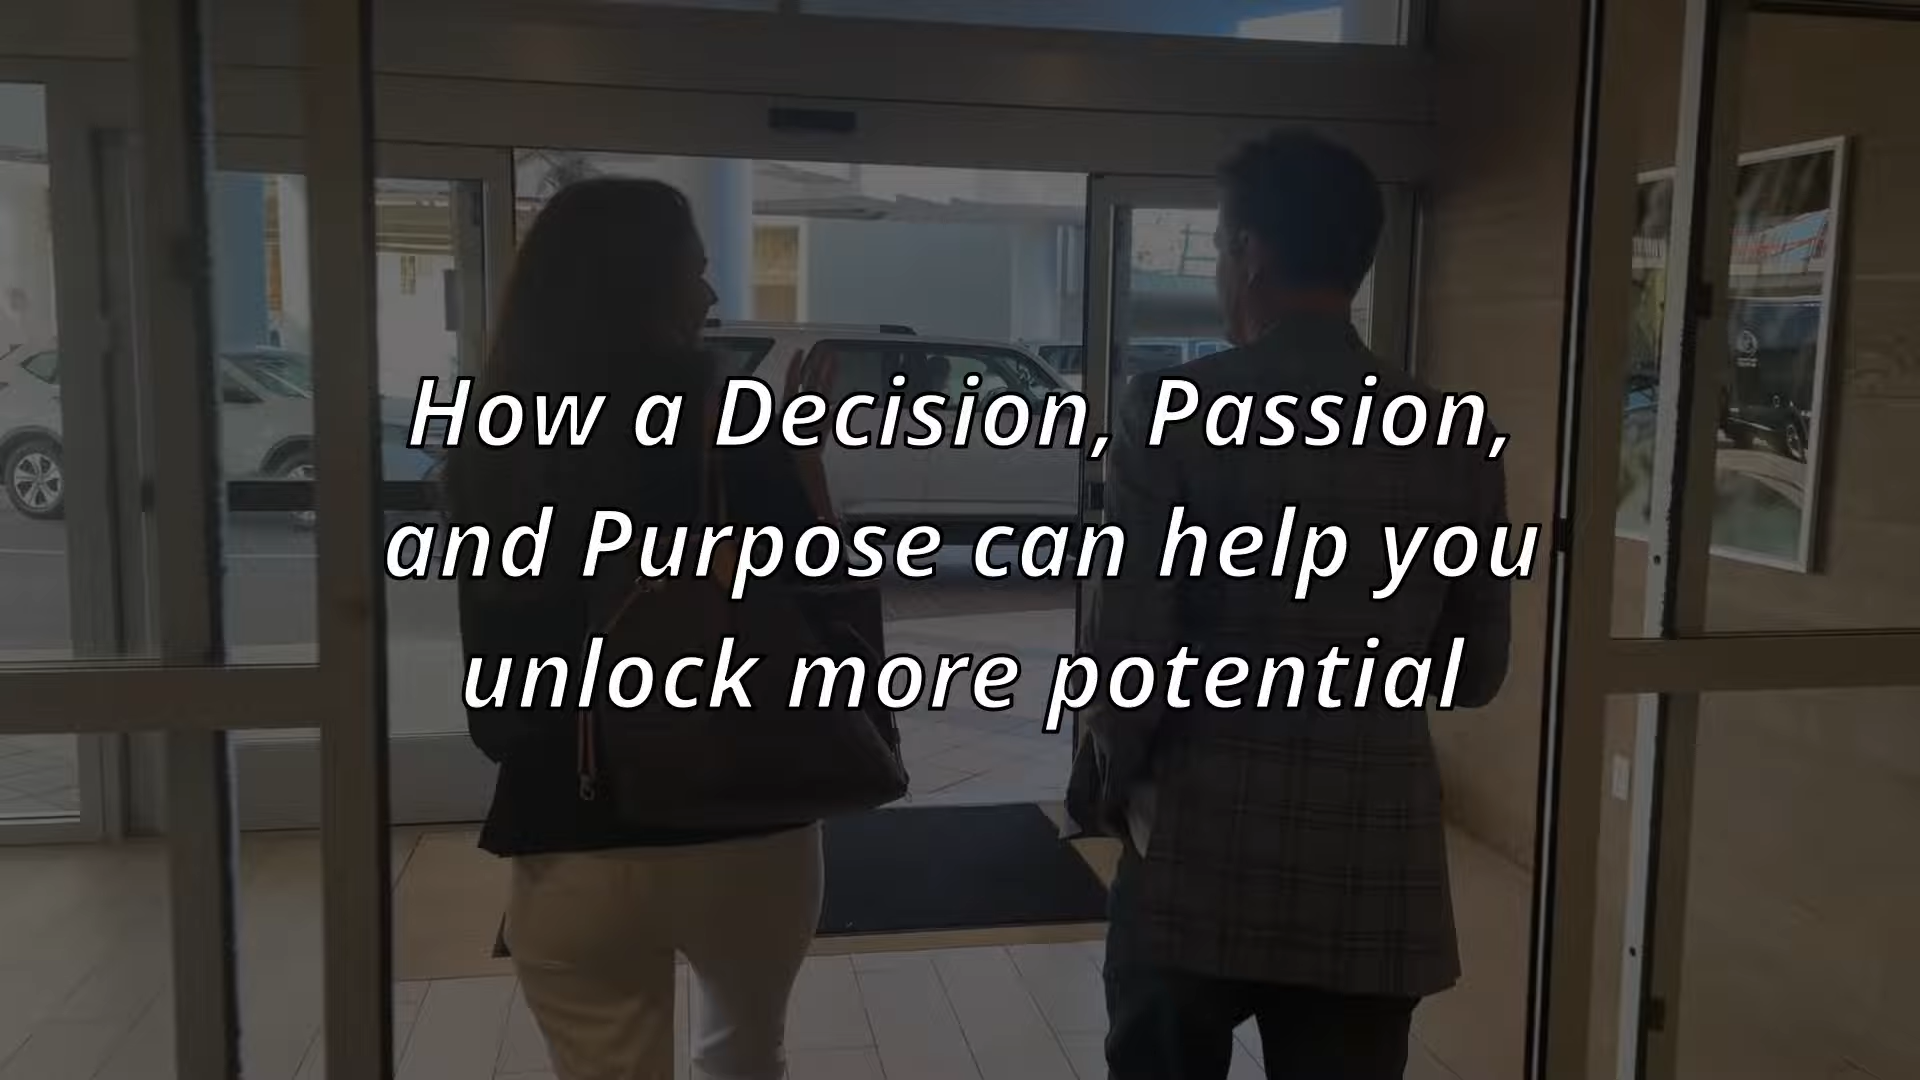 How a Decision, Passion,
and Purpose can help you
unlock more potential